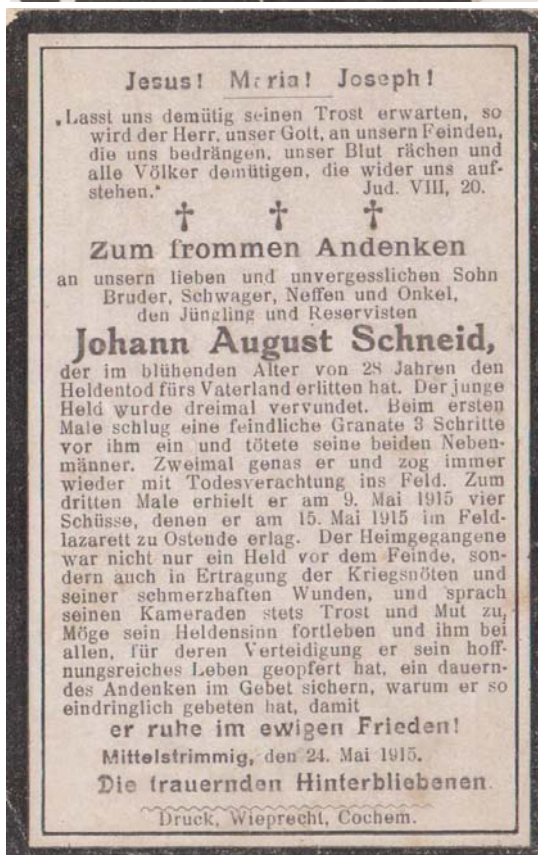 Jesus! Maria! Joseph!
„Lasst uns demütig seinen Trost erwarten, so
wird der Herr, unser Gott, an unsern Feinden,
die uns bedrängen, unser Blut rächen und
alle Völker demütigen, die wider uns auf-
stehen.“ Jud. VIII, 20.
† † †
Zum frommen Andenken
an unsern lieben und unvergesslichen Sohn
Bruder, Schwager, Neffen und Onkel,
den Jüngling und Reservisten
Johann August Schneid,
der im blühenden Alter von 28 Jahren den
Heldentod fürs Vaterland erlitten hat. Der junge
Held wurde dreimal vervundet. Beim ersten
Male schlug eine feindliche Granate 3 Schritte
vor ihm ein und tötete seine beiden Neben-
männer. Zweimal genas er und zog immer
wieder mit Todesverachtung ins Feld. Zum
dritten Male erhielt er am 9. Mai 1915 vier
Schüsse, denen er am 15. Mai 1915 im Feld-
lazarett zu Ostende erlag. Der Heimgegangene
war nicht nur ein Held vor dem Feinde, son-
dern auch in Ertragung der Kriegsnöten und
seiner schmerzhaften Wunden, und sprach
seinen Kameraden stets Trost und Mut zu,
Möge sein Heldensinn fortleben und ihm bei
allen, für deren Verteidigung er sein hoff-
nungsreiches Leben geopfert hat, ein dauern-
des Andenken im Gebet sichern, warum er so
eindringlich gebeten hat, damit
er ruhe im ewigen Frieden!
Mittelstrimmig, den 24. Mai 1915.
Die trauernden Hinterbliebenen.
Druck, Wieprecht, Cochem.